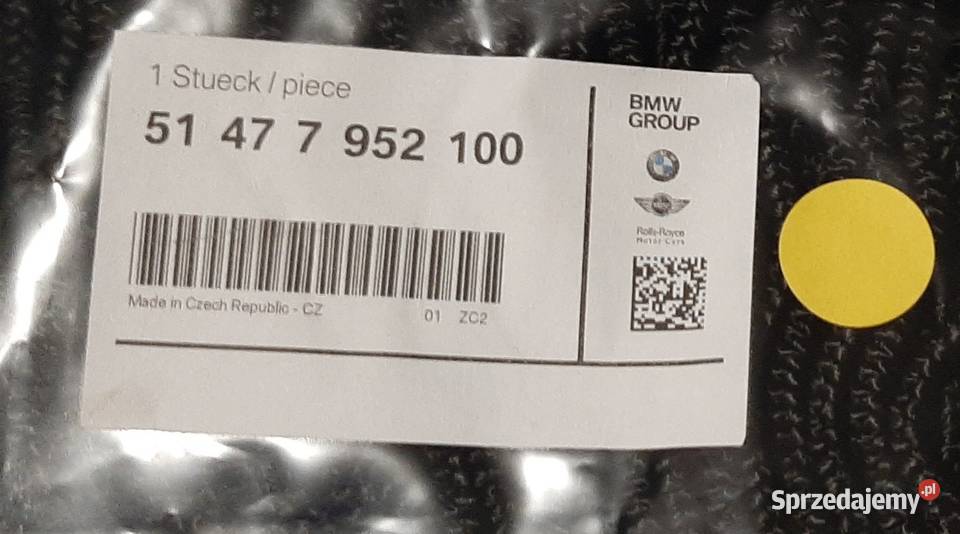 1 Stueck / piece
51 47 7 952 100
Made in Czech Republic - CZ
01 ZC2
BMW
GROUP
Rolls-Royce
Motor Cars
Sprzedajemy.pl